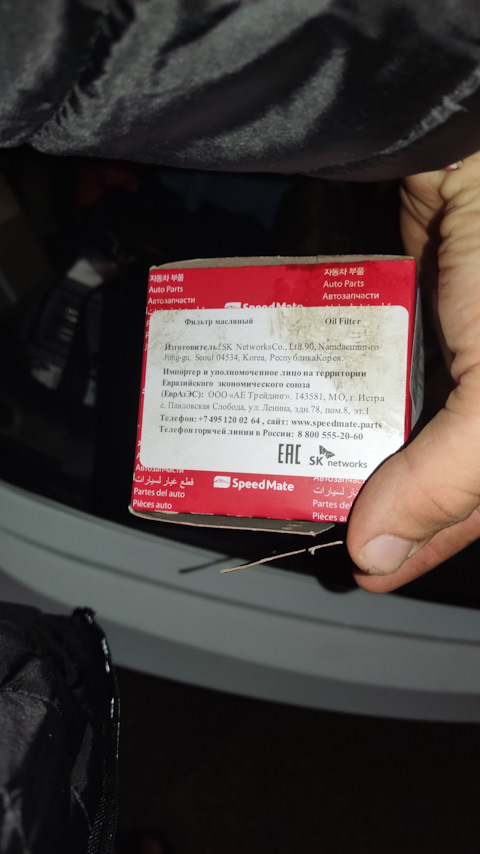 자동차 부품
Auto Parts
Автозапчасти
SpeedMate
자동차 부품
Auto Parts
Автозапчасти
Фильтр масляный Oil Filter
Изготовитель: SK NetworksCo., Ltd.90, Namdaemun-ro
Jung-gu, Seoul 04534, Korea, РеспубликаКорея.
Импортер и уполномоченное лицо на территории
Евразийского экономического союза
(ЕврАзЭС): ООО «АЕ Трейдинг». 143581, МО, г. Истра
с. Павловская Слобода, ул. Ленина, здн.78, пом.8, эт.1
Телефон: +7 495 120 02 64 , сайт: www.speedmate.parts
Телефон горячей линии в России: 8 800 555-20-60
EAC SK networks
Автозапчасти
قطع غيار لسيارات
Partes del auto
Pièces auto
SpeedMate
Автозапчасти
Partes
Pièces